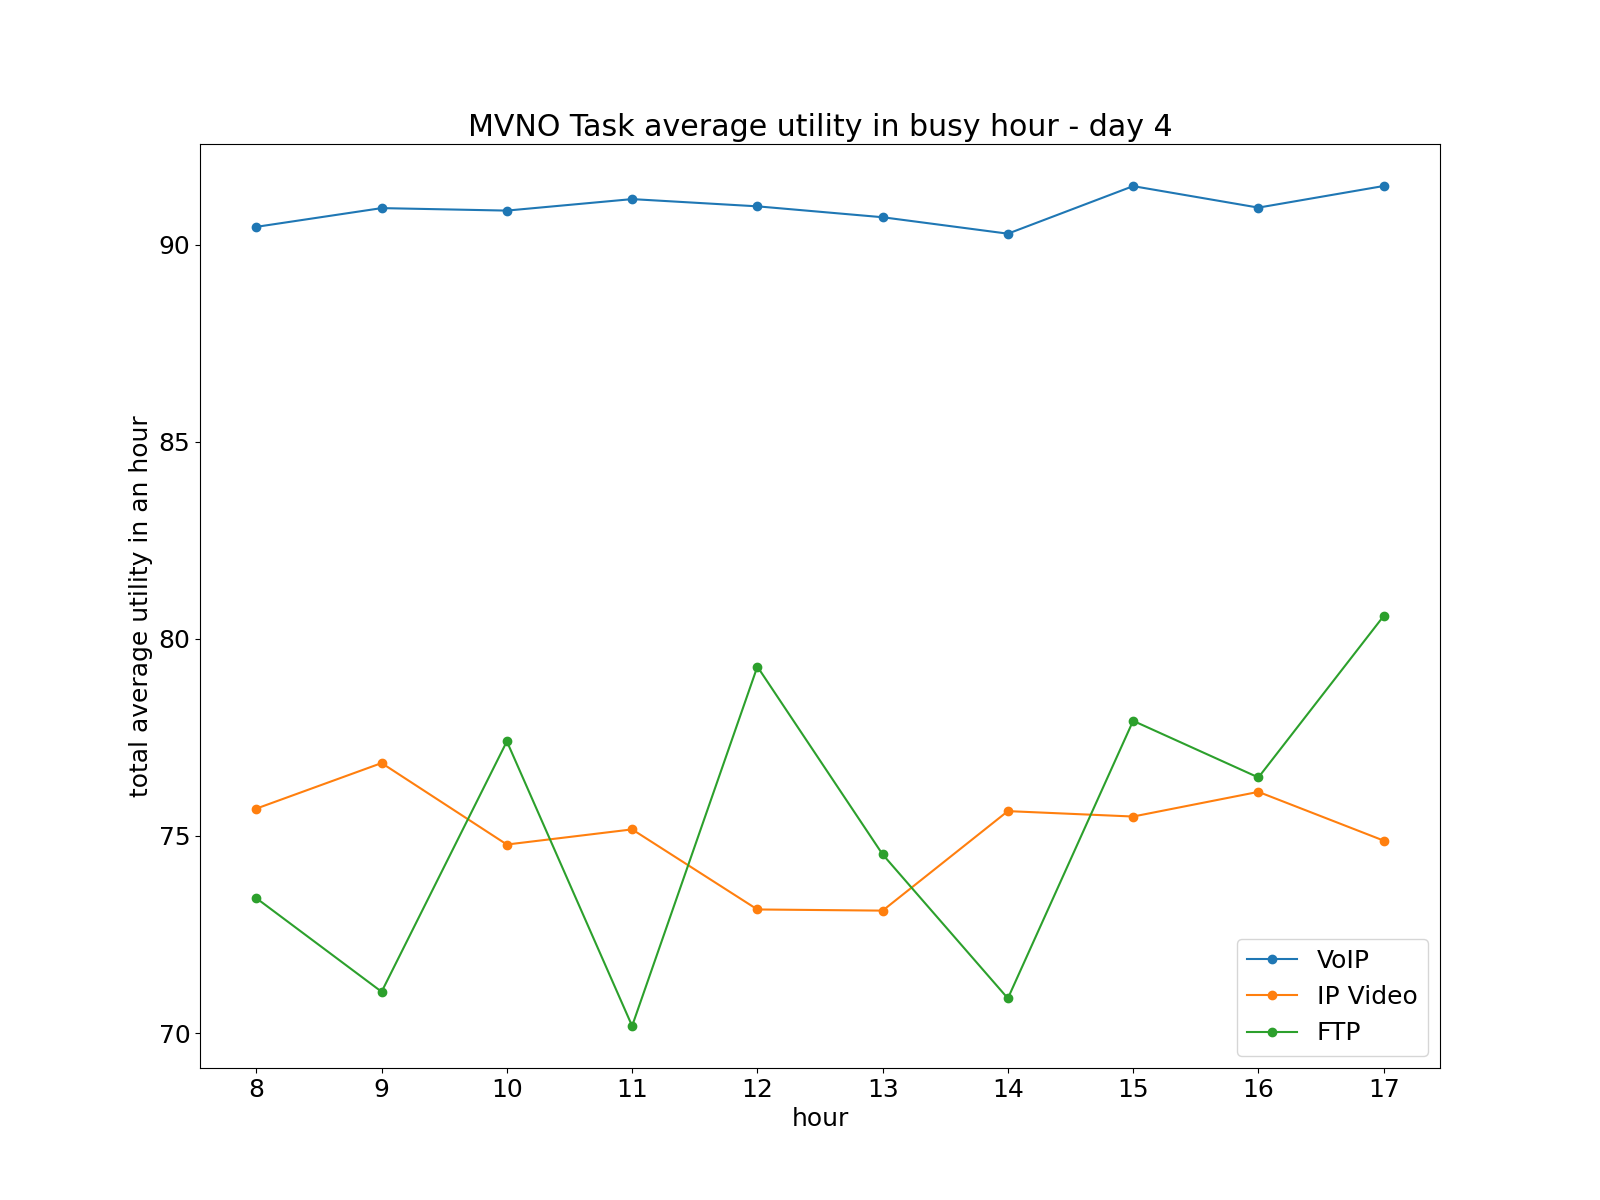 MVNO Task average utility in busy hour - day 4
total average utility in an hour
90
85
80
75
70
8 9 10 11 12 13 14 15 16 17
hour
VoIP
IP Video
FTP